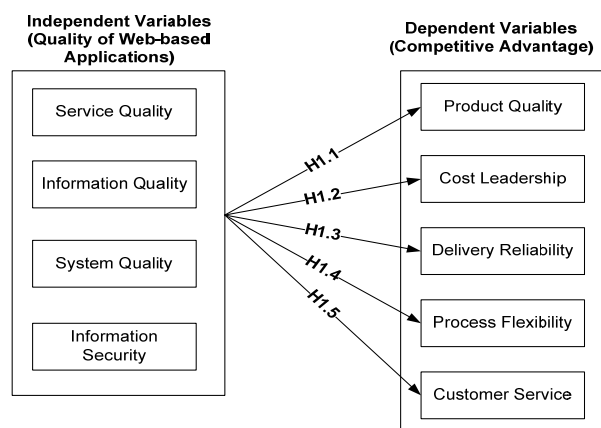 Independent Variables
(Quality of Web-based
Applications)
Service Quality
Information Quality
System Quality
Information
Security
H1.1
H1.2
H1.3
H1.4
H1.5
Dependent Variables
(Competitive Advantage)
Product Quality
Cost Leadership
Delivery Reliability
Process Flexibility
Customer Service